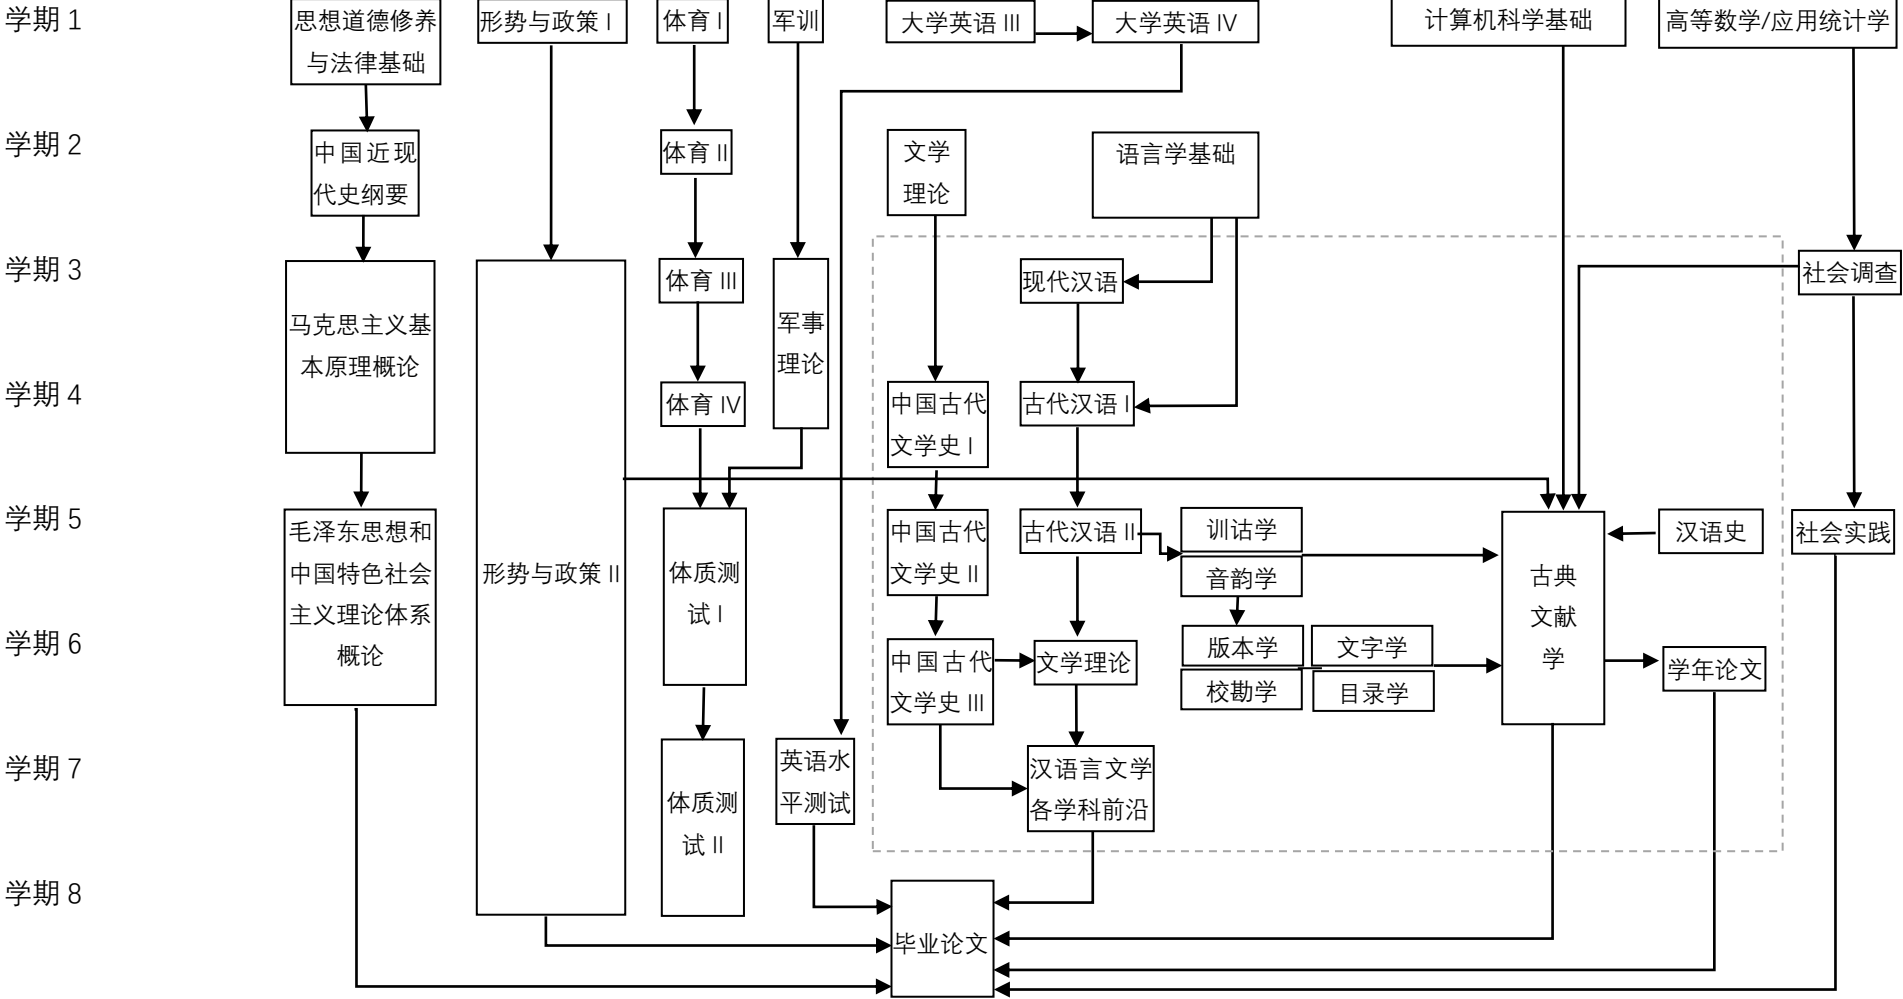 学期 1
思想道德修养
与法律基础
形势与政策 I
体育 I
军训
大学英语 III
大学英语 IV
计算机科学基础
高等数学/应用统计学
学期 2
中国近现
代史纲要
体育 II
文学
理论
语言学基础
学期 3
马克思主义基
本原理概论
体育 III
军事
理论
现代汉语
社会调查
学期 4
体育 IV
中国古代
文学史 I
古代汉语 I
学期 5
毛泽东思想和
中国特色社会
主义理论体系
概论
形势与政策 II
体质测
试 I
中国古代
文学史 II
古代汉语 II
训诂学
音韵学
古典
文献
学
汉语史
社会实践
学期 6
中国古代
文学史 III
文学理论
版本学
文字学
校勘学
目录学
学年论文
学期 7
体质测
试 II
英语水
平测试
汉语言文学
各学科前沿
学期 8
毕业论文